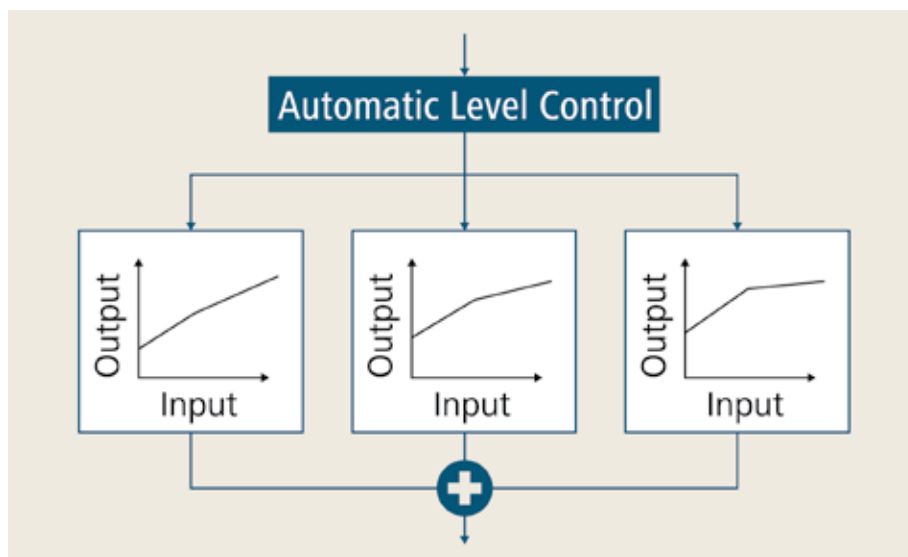 Automatic Level Control
Output
Input
Output
Input
Output
Input